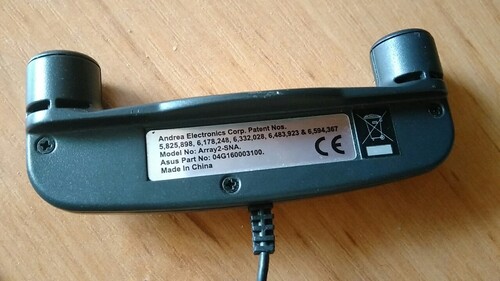 Andrea Electronics Corp. Patent Nos.
5,825,898, 6,178,248, 6,332,028, 6,483,923 & 6,594,367
Model No: Array2-SNA.
Asus Part No: 04G160003100.
Made In China
CE